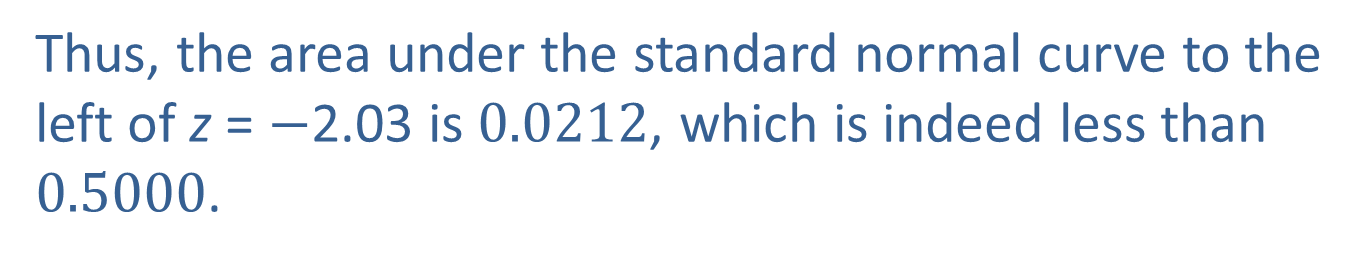 Thus, the area under the standard normal curve to the
left of z = −2.03 is 0.0212, which is indeed less than
0.5000.